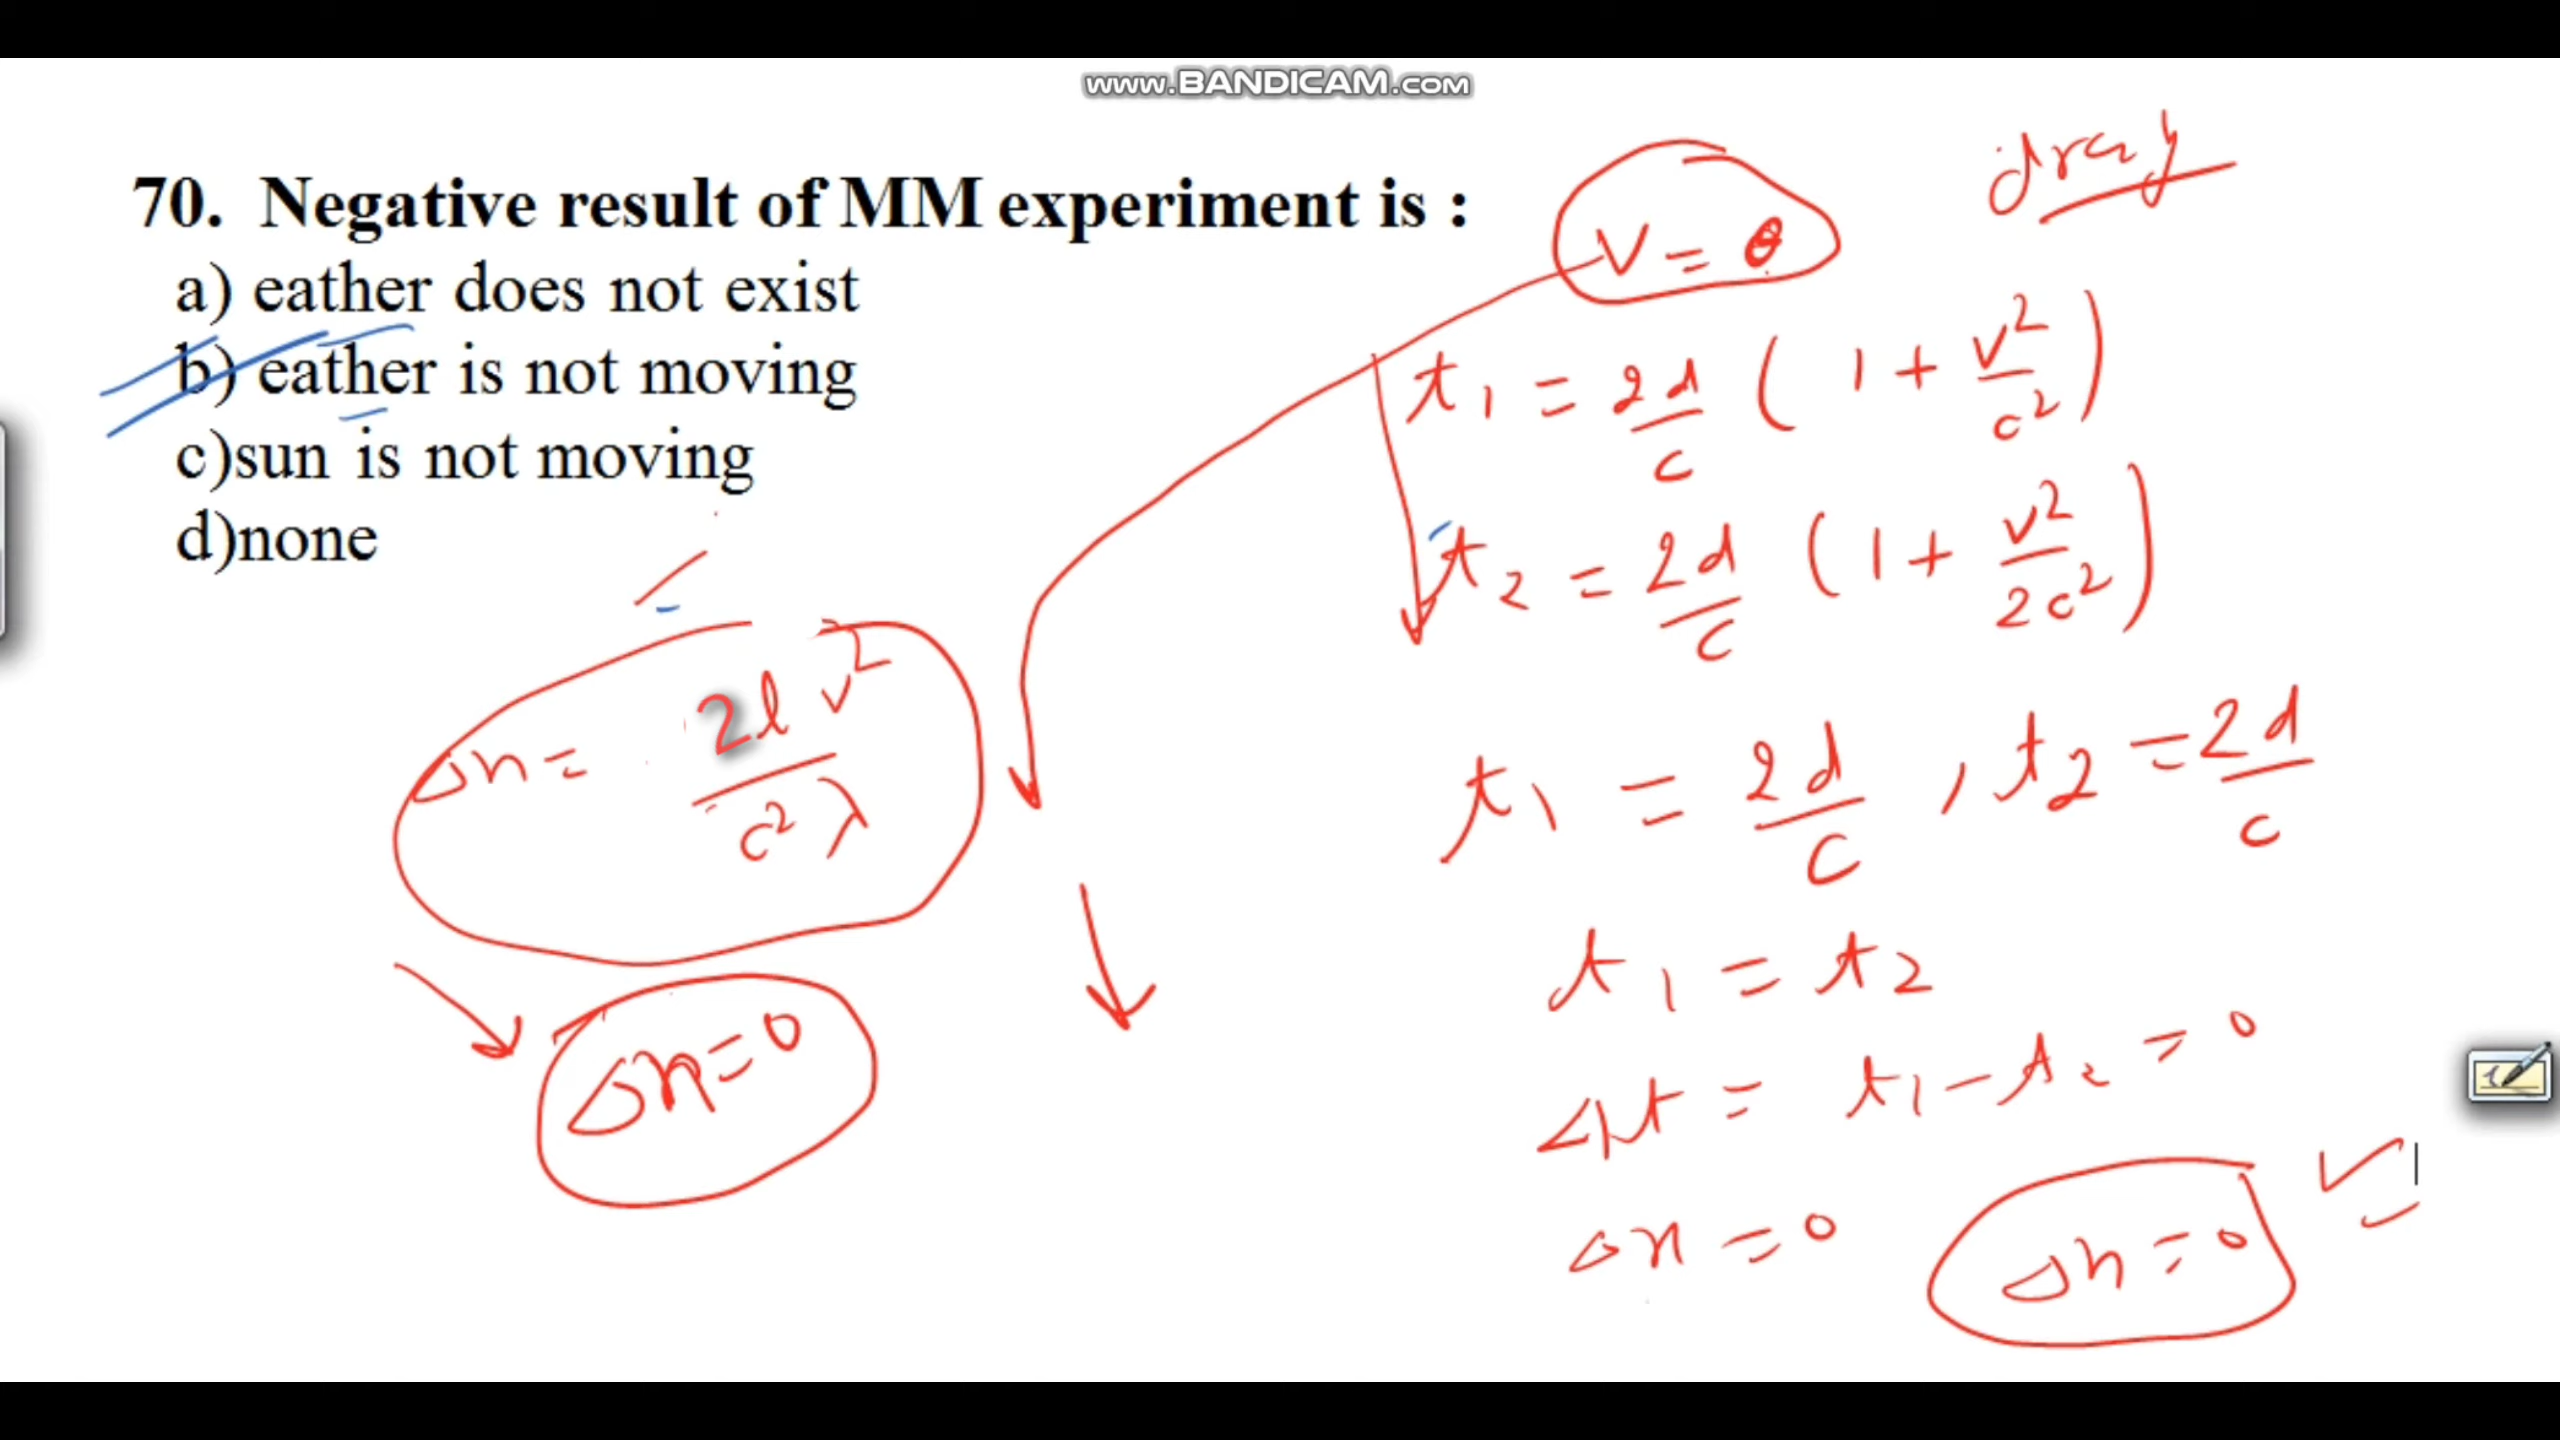 www.BANDICAM.com
70. Negative result of MM experiment is :
a) eather does not exist
b) eather is not moving
c)sun is not moving
d)none
drag
v = 0
t₁ = 2d/c ( 1 + v²/c² )
t₂ = 2d/c ( 1 + v²/2c² )
Δn = 2l v²/c²λ
t₁ = 2d/c , t₂ = 2d/c
t₁ = t₂
Δn = 0
Δt = t₁ - t₂ = 0
Δx = 0 Δn = 0